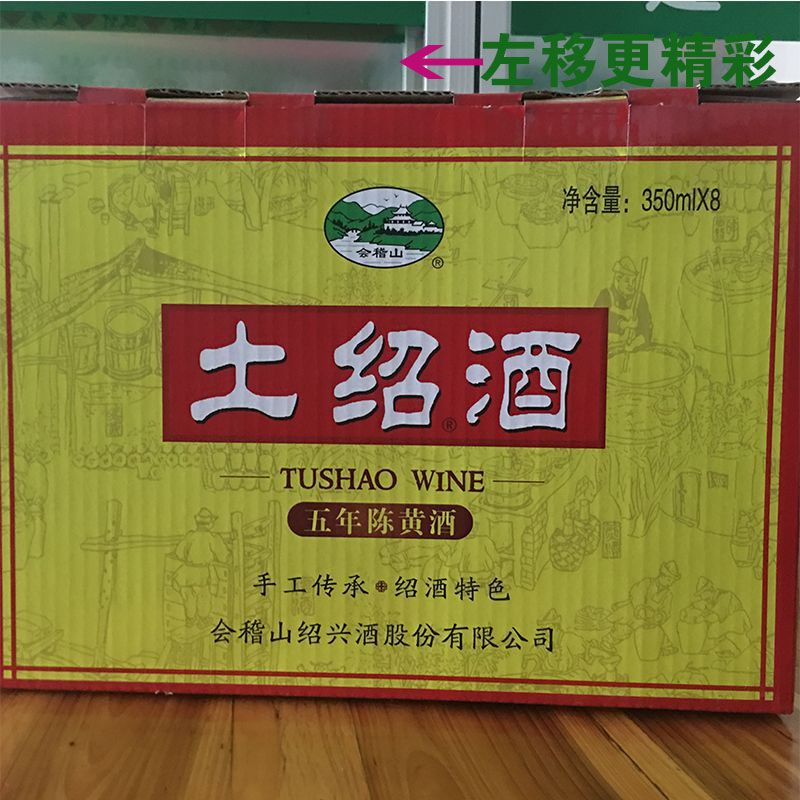 左移更精彩
净含量：350mlX8
会稽山
®
土绍酒
®
TUSHAO WINE
五年陈黄酒
手工传承 绍酒特色
会稽山绍兴酒股份有限公司